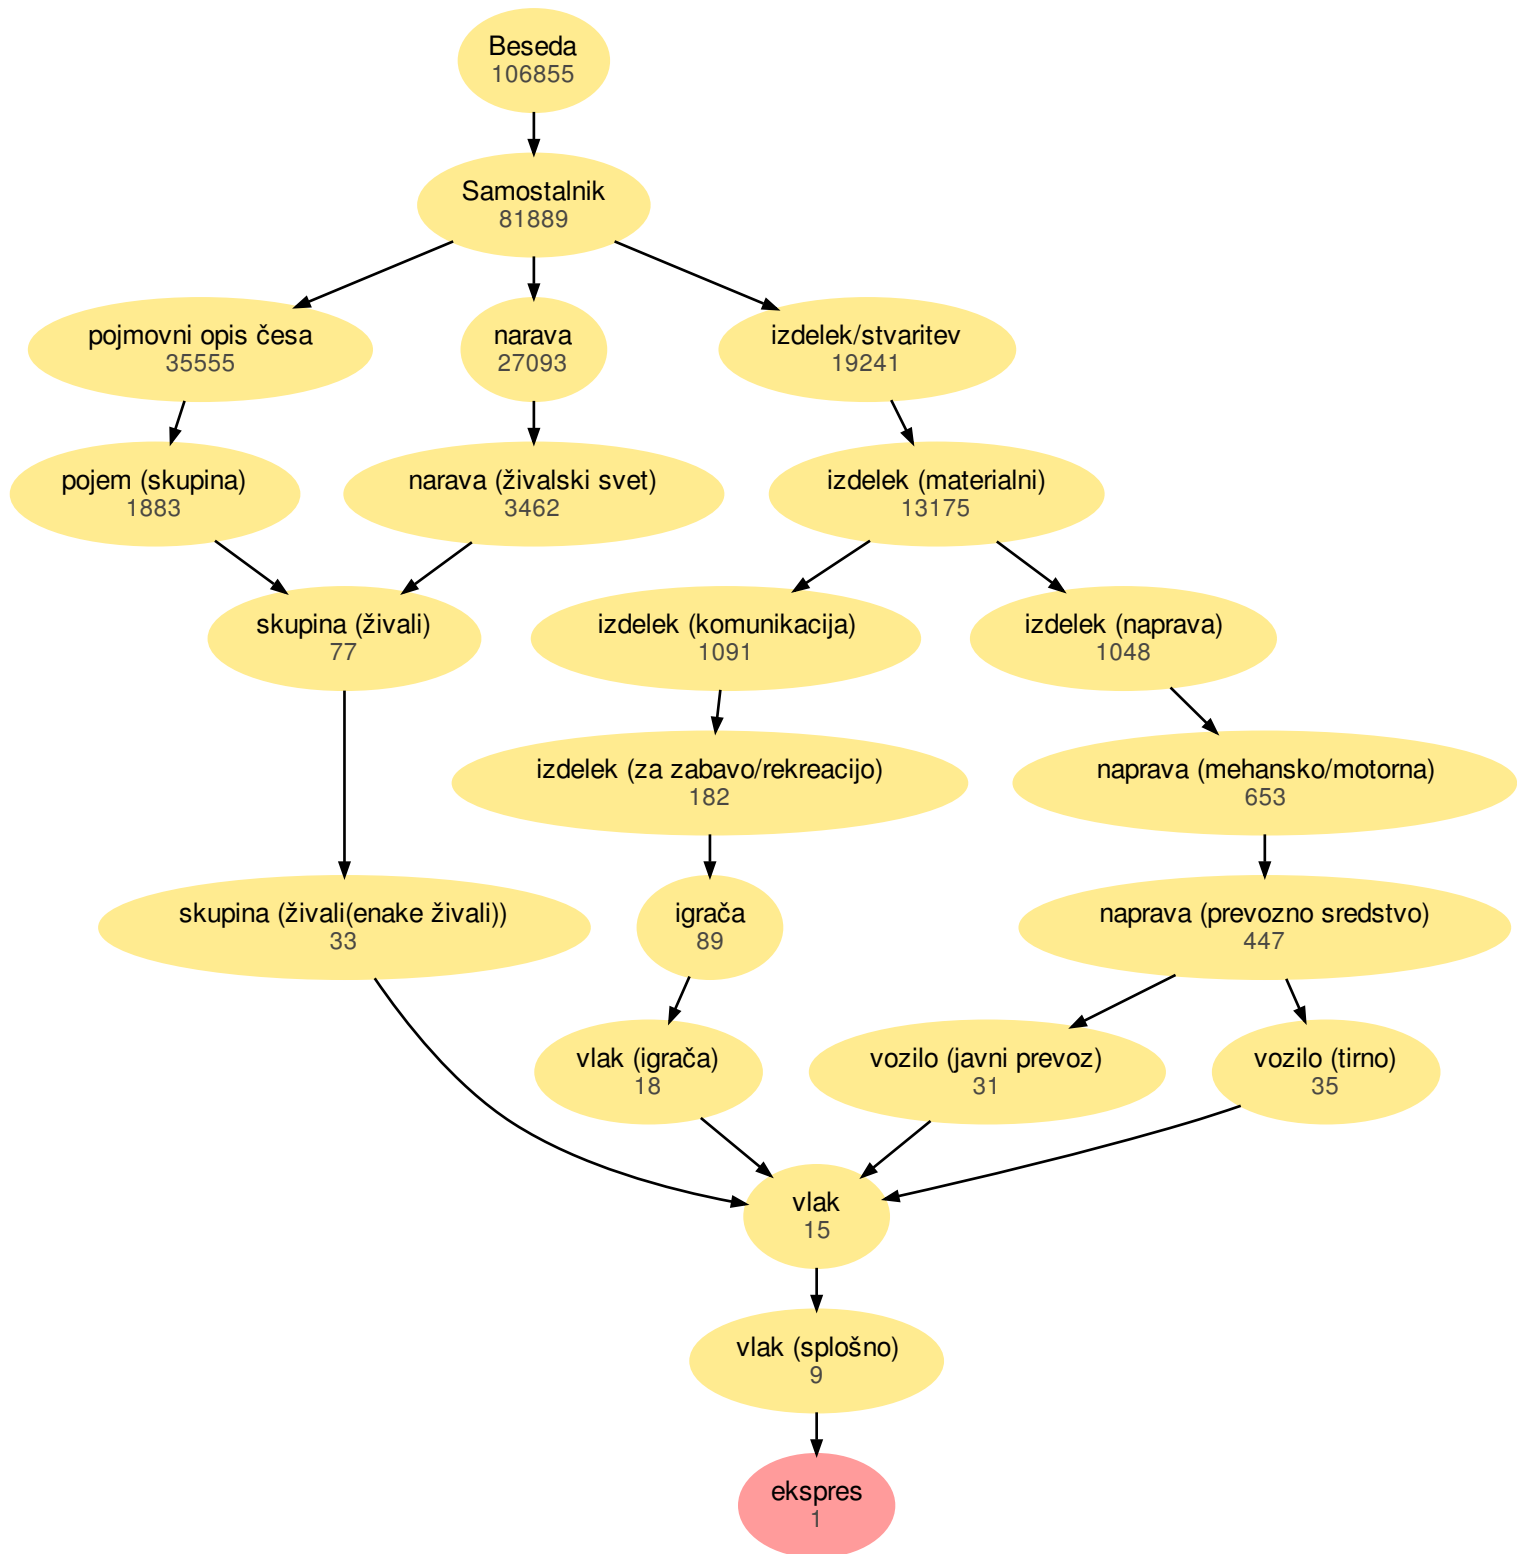 Beseda
106855
Samostalnik
81889
pojmovni opis česa
35555
narava
27093
izdelek/stvaritev
19241
pojem (skupina)
1883
narava (živalski svet)
3462
izdelek (materialni)
13175
skupina (živali)
77
izdelek (komunikacija)
1091
izdelek (naprava)
1048
izdelek (za zabavo/rekreacijo)
182
naprava (mehansko/motorna)
653
skupina (živali(enake živali))
33
igrača
89
naprava (prevozno sredstvo)
447
vlak (igrača)
18
vozilo (javni prevoz)
31
vozilo (tirno)
35
vlak
15
vlak (splošno)
9
ekspres
1